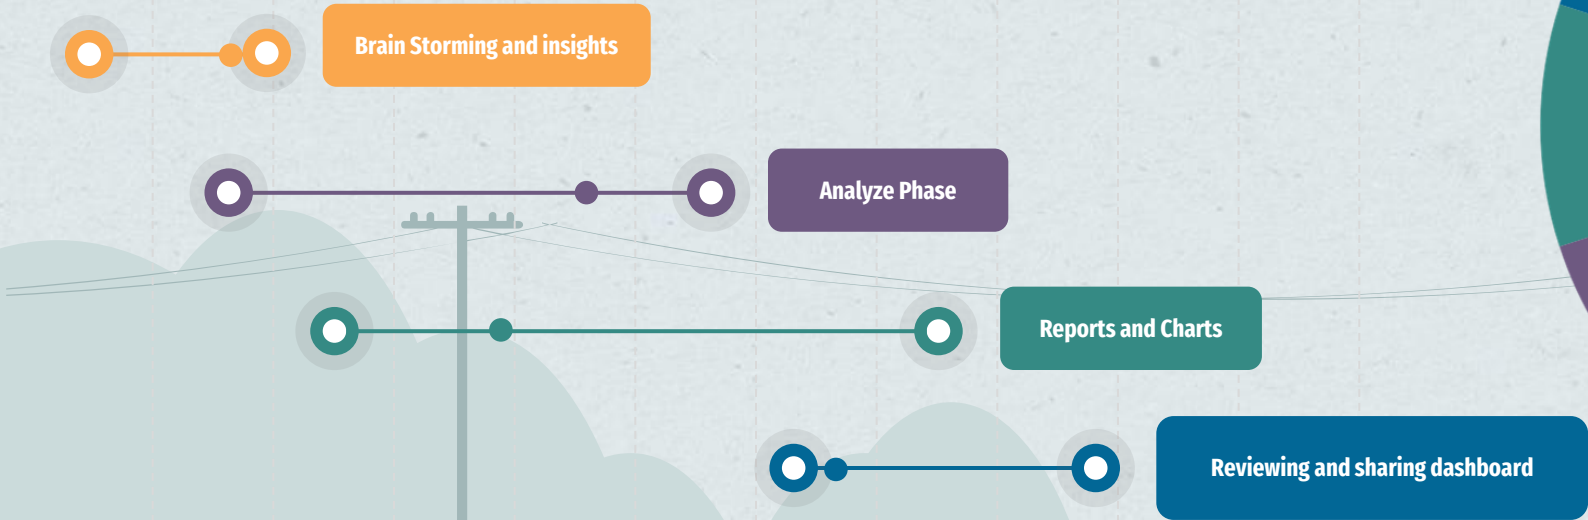 Brain Storming and insights
Analyze Phase
Reports and Charts
Reviewing and sharing dashboard